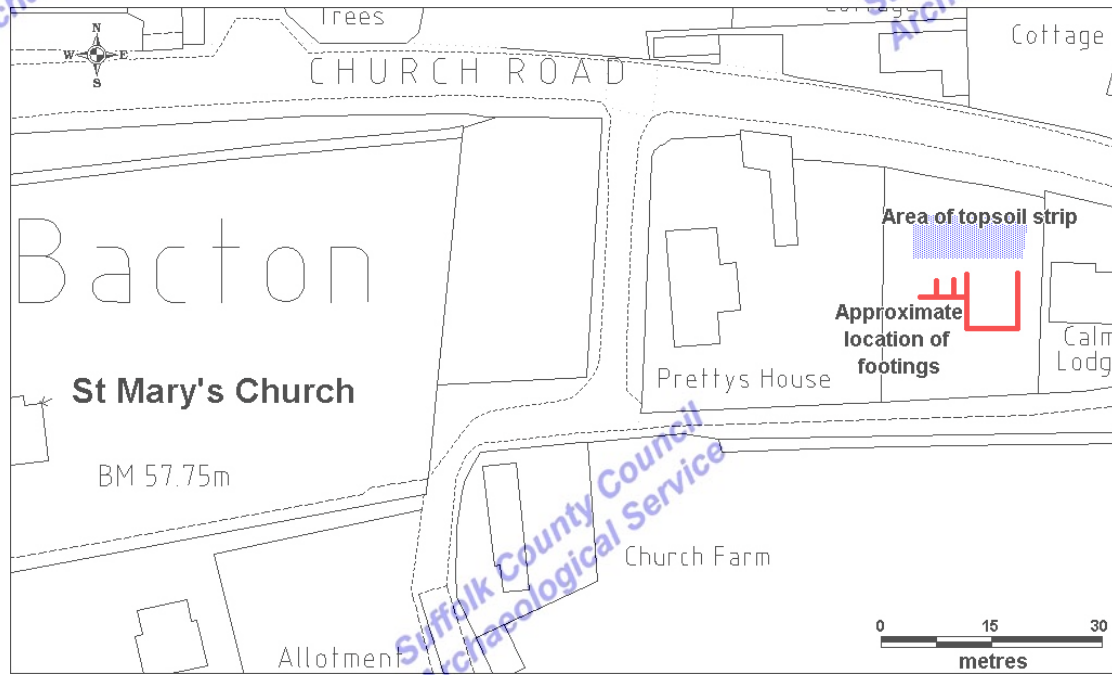 Trees
Cottage
N
W E
S
CHURCH ROAD
Cottage
Area of topsoil strip
Bacton
Approximate
location of
footings
Calm
Lodg
Prettys House
St Mary's Church
BM 57.75m
Suffolk County Council
Archaeological Service
Church Farm
Allotment
0 15 30
metres